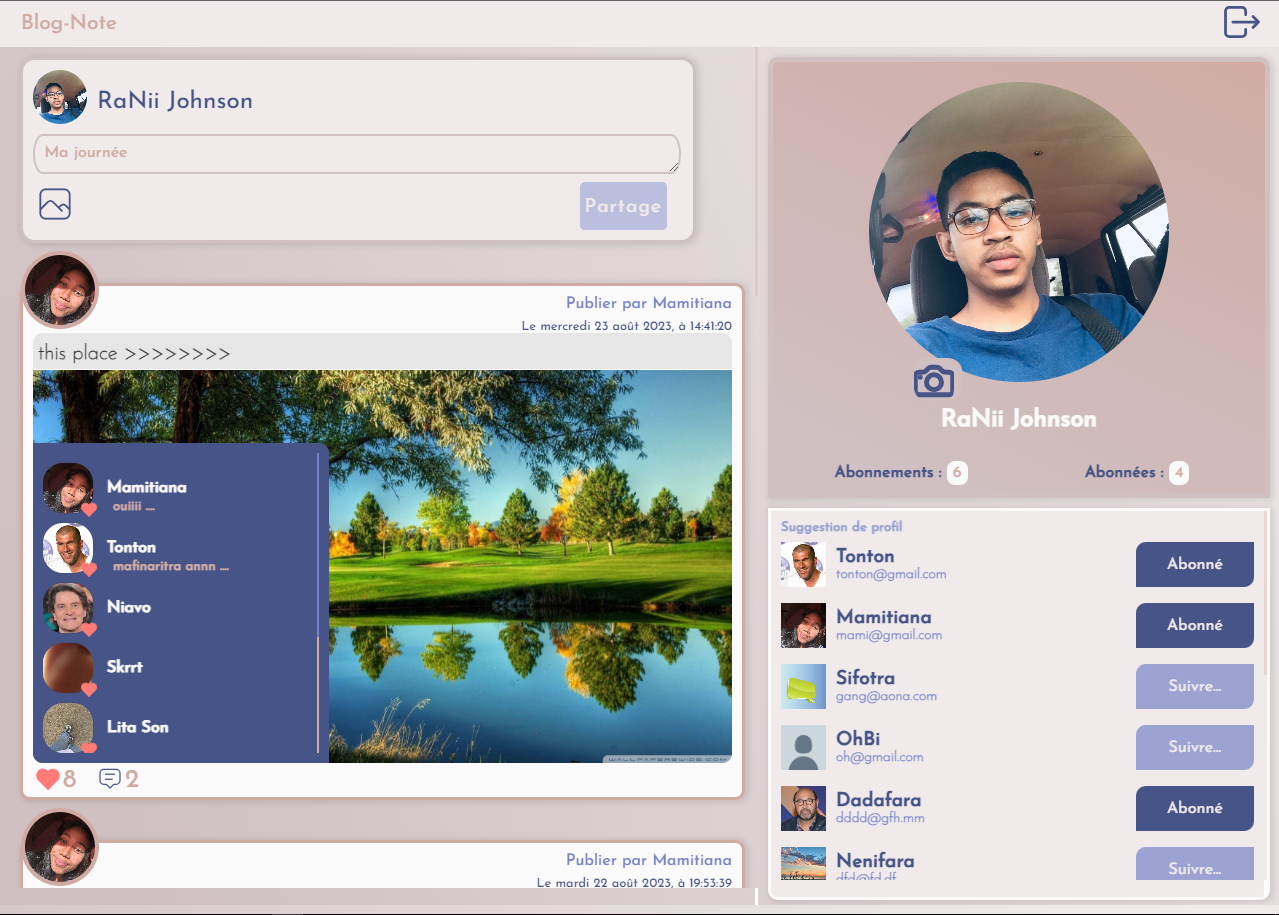 Blog-Note
RaNii Johnson
Ma journée
Partage
Publier par Mamitiana
Le mercredi 23 août 2023, à 14:41:20
this place >>>>>>>>
Mamitiana
ouiiii ....
Tonton
mafinaritra annn ....
Niavo
Skrrt
Lita Son
8
2
Publier par Mamitiana
Le mardi 22 août 2023, à 19:53:39
RaNii Johnson
Abonnements : 6
Abonnées : 4
Suggestion de profil
Tonton
tonton@gmail.com
Abonné
Mamitiana
mami@gmail.com
Abonné
Sifotra
gang@aona.com
Suivre...
OhBi
oh@gmail.com
Suivre...
Dadafara
dddd@gfh.mm
Abonné
Nenifara
dfd@fd.df
Suivre...